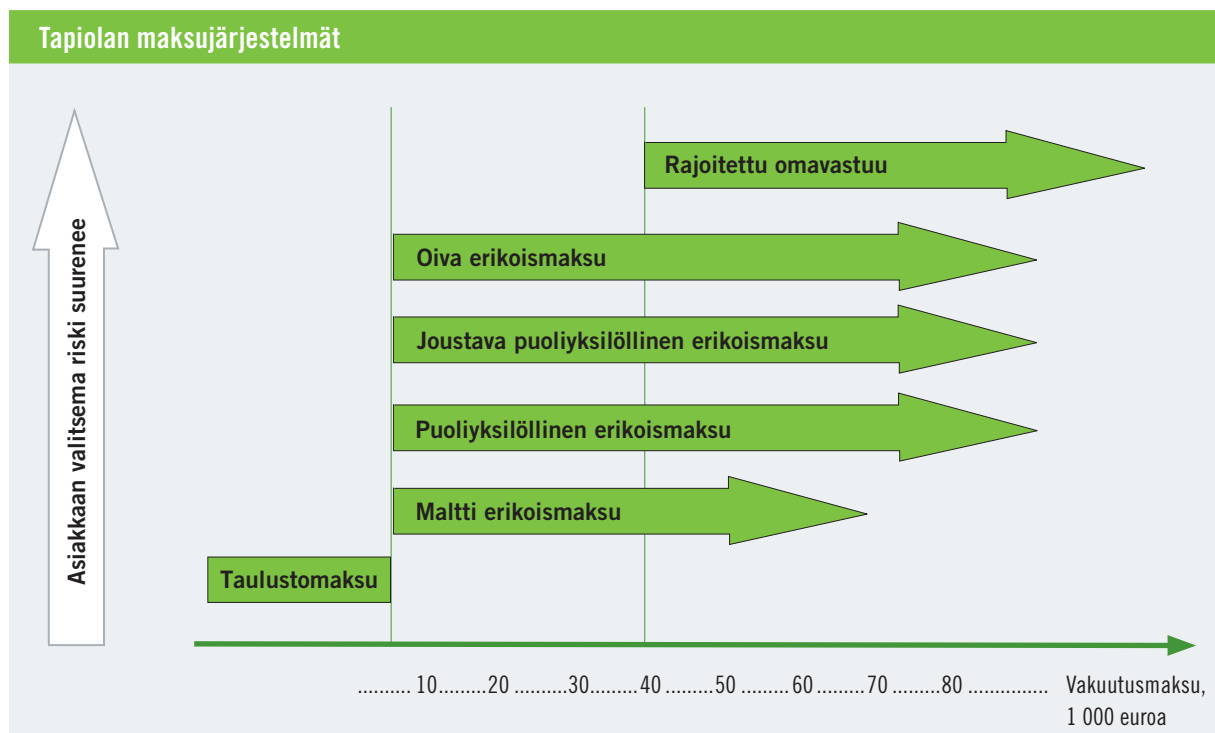 Tapiolan maksujärjestelmät
Asiakkaan valitsema riski suurenee
Rajoitettu omavastuu
Oiva erikoismaksu
Joustava puoliyksilöllinen erikoismaksu
Puoliyksilöllinen erikoismaksu
Maltti erikoismaksu
Taulustomaksu
.......... 10.........20 ..........30.........40 .........50 ..........60 .........70 .........80 ............... Vakuutusmaksu,
1 000 euroa